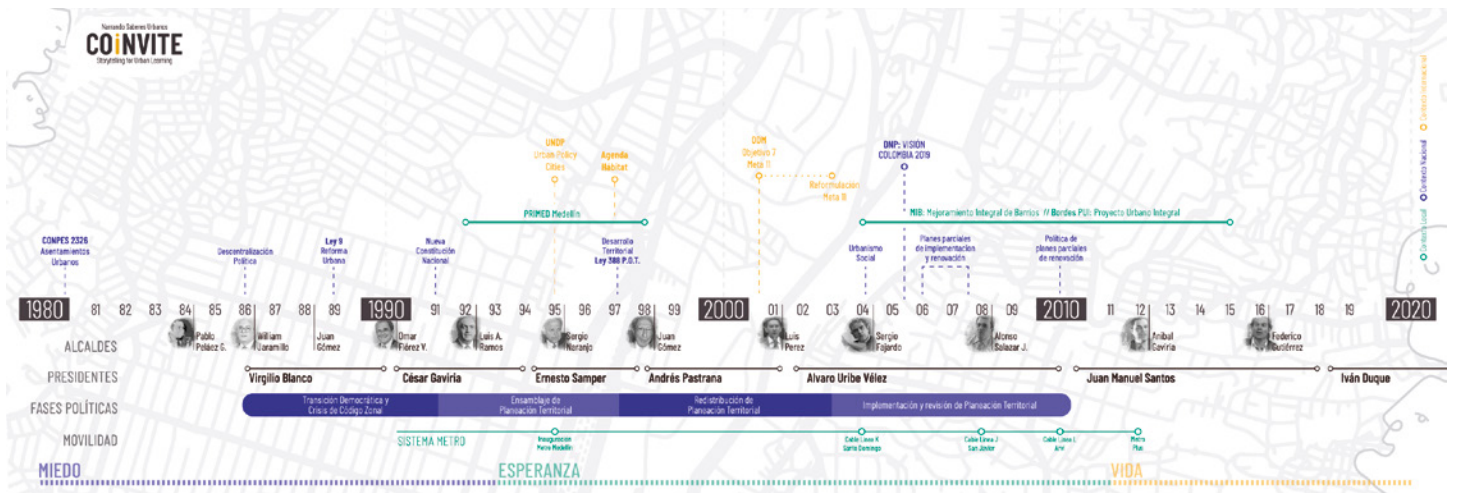 Narrando Saberes Urbanos
COiNVITE
Storytelling for Urban Learning
UNDP
Urban Policy
Cities
Agenda
Habitat
ODM
Objetivo 7
Meta 11
Reformulación
Meta
DNP: VISIÓN
COLOMBIA 2019
Contexto Local
Contexto Nacional
Contexto Internacional
PRIMED Medellín
MIB: Mejoramiento Integral de Barrios // Bordes PUI: Proyecto Urbano Integral
CONPES 2326
Asentamientos
Urbanos
Descentralización
Política
Ley 9
Reforma
Urbana
Nueva
Constitución
Nacional
Desarrollo
Territorial
Ley 388 P.O.T.
Urbanismo
Social
Planes parciales
de implementacion
y renovación
Política de
planes parciales
de renovación
1980 81 82 83 84 85 86 87 88 89 1990 91 92 93 94 95 96 97 98 99 2000 01 02 03 04 05 06 07 08 09 2010 11 12 13 14 15 16 17 18 19 2020
ALCALDES
Pablo
Peláez G.
William
Jaramillo
Juan
Gómez
Omar
Flórez V.
Luis A.
Ramos
Sergio
Naranjo
Juan
Gómez
Luis
Perez
Sergio
Fajardo
Alonso
Salazar J.
Anibal
Gaviria
Federico
Gutiérrez
PRESIDENTES
Virgilio Blanco
César Gaviria
Ernesto Samper
Andrés Pastrana
Alvaro Uribe Vélez
Juan Manuel Santos
Iván Duque
FASES POLÍTICAS
Transición Democrática y
Crisis de Código Zonal
Ensamblaje de
Planeación Territorial
Redistribución de
Planeación Territorial
Implementación y revisión de Planeación Territorial
MOVILIDAD
SISTEMA METRO
Inauguración
Metro Medellín
Cable Línea K
Santo Domingo
Cable Línea J
San Javier
Cable Línea L
Arví
Metro
Plus
MIEDO
ESPERANZA
VIDA